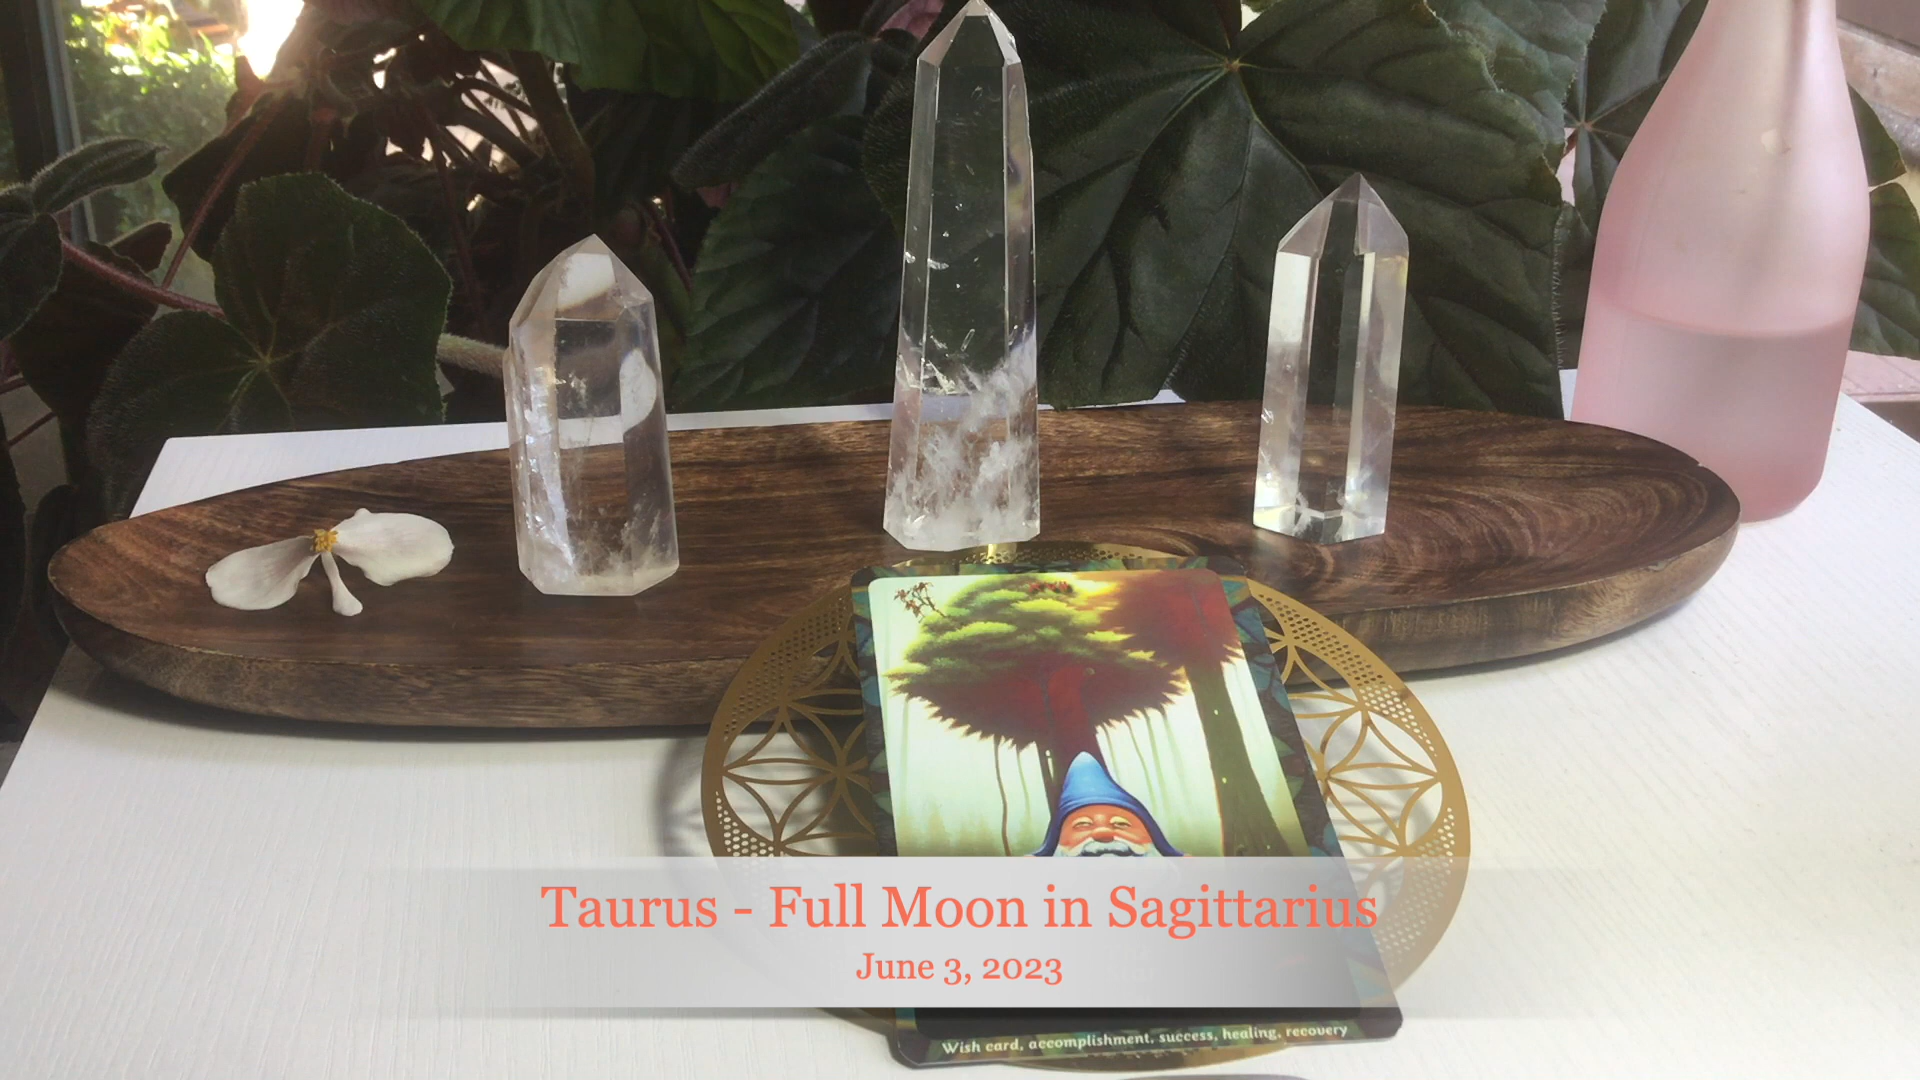 Taurus - Full Moon in Sagittarius
June 3, 2023
Wish card, accomplishment, success, healing, recovery